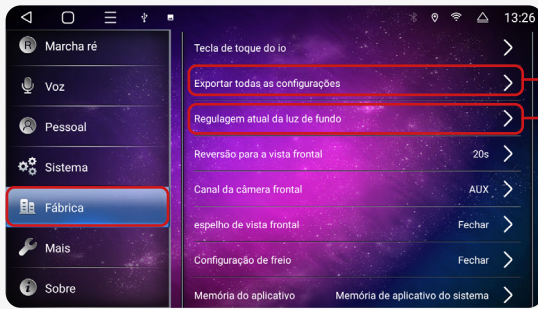 13:26
R Marcha ré
Voz
Pessoal
Sistema
Fábrica
Mais
i Sobre
Tecla de toque do io
Exportar todas as configurações
Regulagem atual da luz de fundo
Reversão para a vista frontal 20s
Canal da câmera frontal AUX
espelho de vista frontal Fechar
Configuração de freio Fechar
Memória do aplicativo Memória de aplicativo do sistema